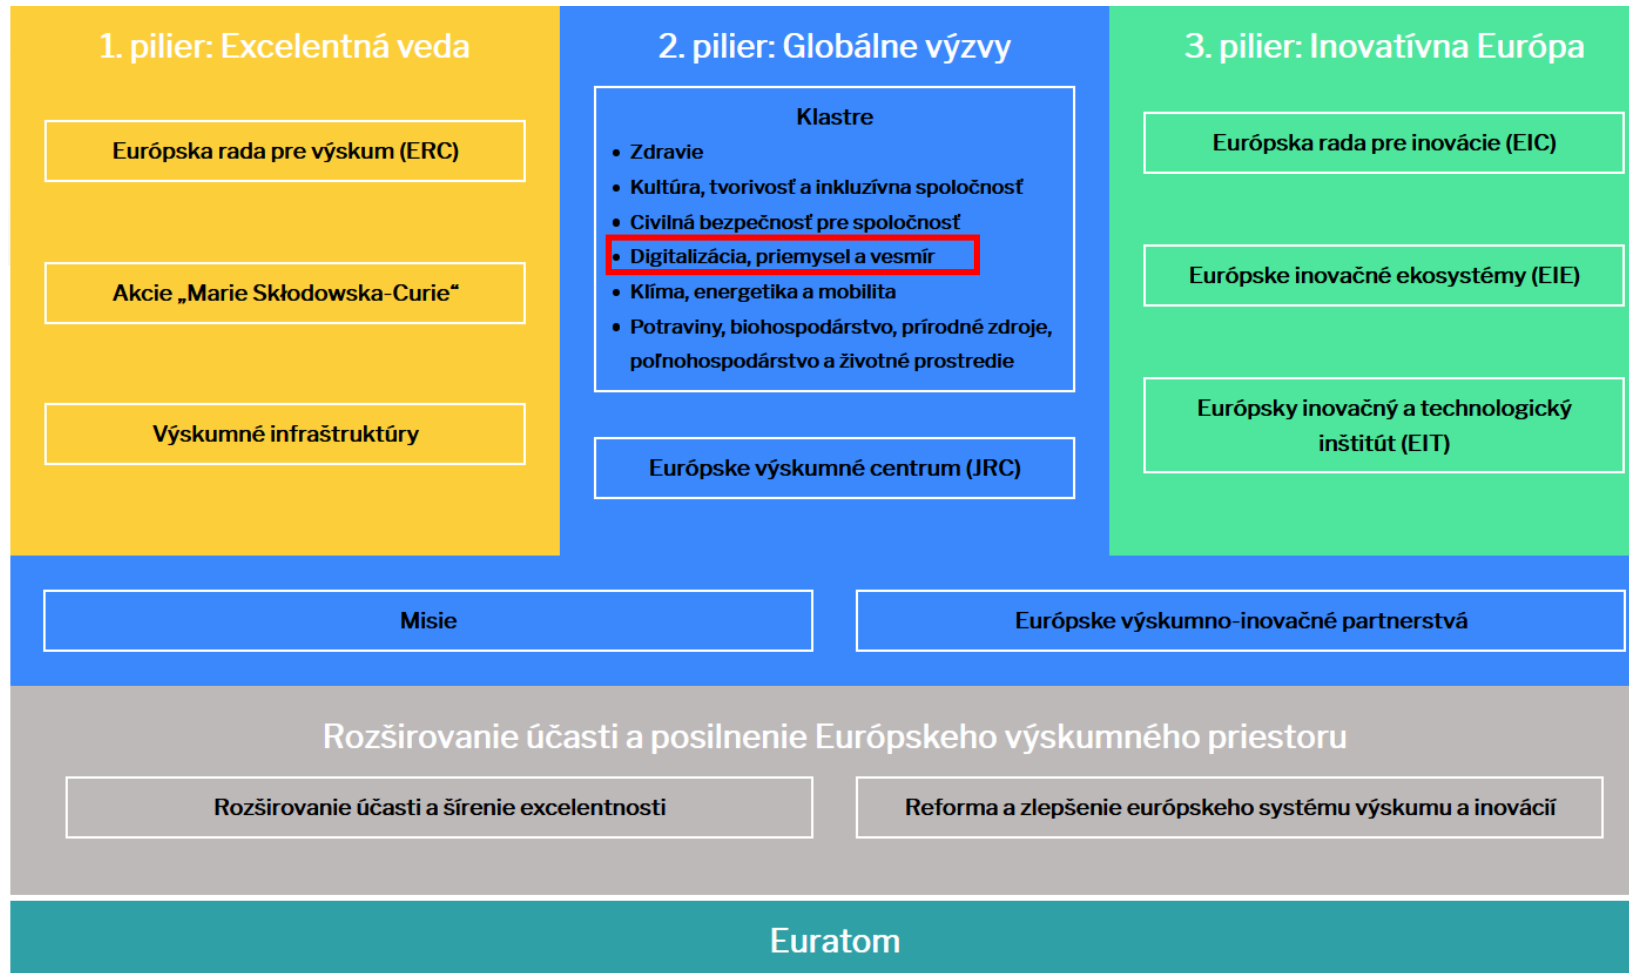 1. pilier: Excelentná veda
Európska rada pre výskum (ERC)
Akcie „Marie Skłodowska-Curie“
Výskumné infraštruktúry
2. pilier: Globálne výzvy
Klastre
• Zdravie
• Kultúra, tvorivosť a inkluzívna spoločnosť
• Civilná bezpečnosť pre spoločnosť
• Digitalizácia, priemysel a vesmír
• Klíma, energetika a mobilita
• Potraviny, biohospodárstvo, prírodné zdroje,
poľnohospodárstvo a životné prostredie
Európske výskumné centrum (JRC)
3. pilier: Inovatívna Európa
Európska rada pre inovácie (EIC)
Európske inovačné ekosystémy (EIE)
Európsky inovačný a technologický
inštitút (EIT)
Misie
Európske výskumno-inovačné partnerstvá
Rozširovanie účasti a posilnenie Európskeho výskumného priestoru
Rozširovanie účasti a šírenie excelentnosti
Reforma a zlepšenie európskeho systému výskumu a inovácií
Euratom